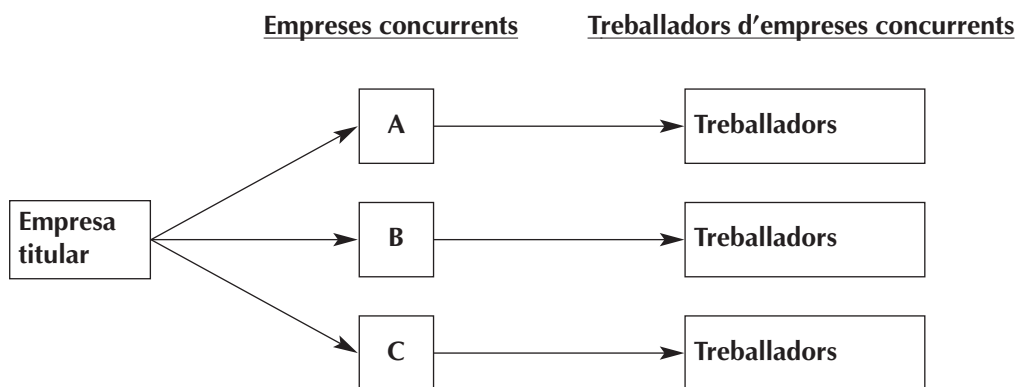 Empreses concurrents
Treballadors d’empreses concurrents
A
Treballadors
Empresa
titular
B
Treballadors
C
Treballadors